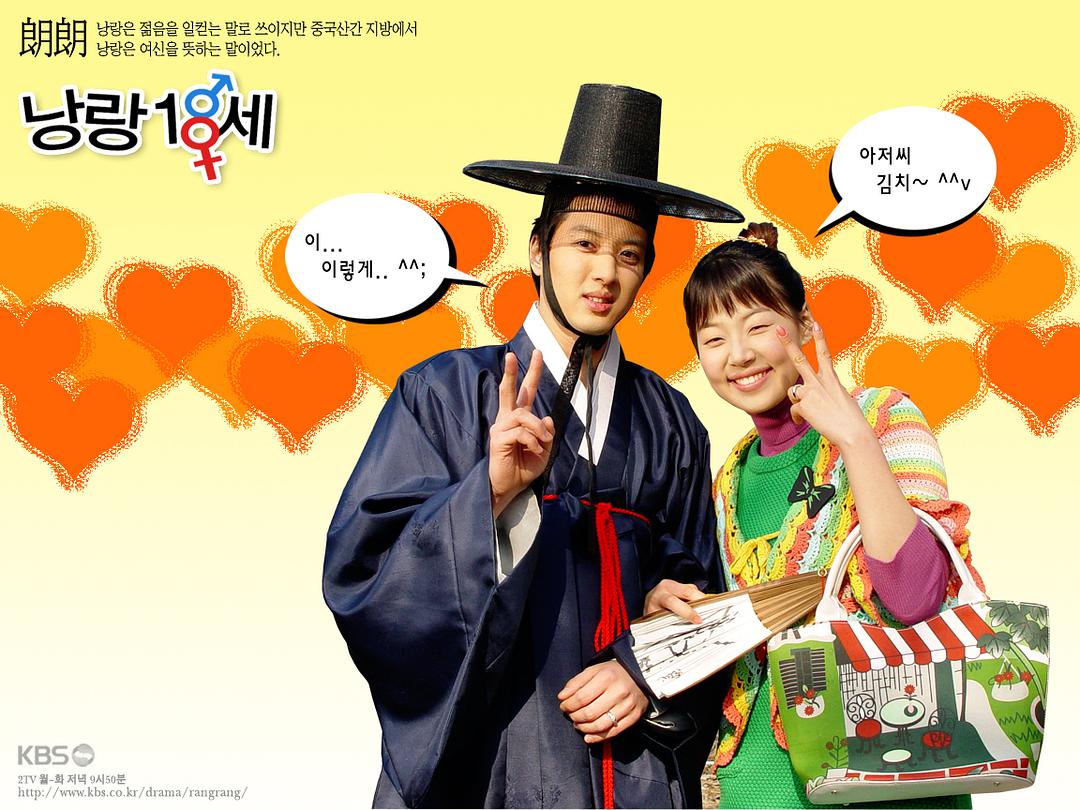 朗朗 낭랑은 젊음을 일컫는 말로 쓰이지만 중국산간 지방에서
낭랑은 여신을 뜻하는 말이었다.
낭랑18세
이...
이렇게.. ^^;
아저씨
김치~ ^^v
KBS
2TV 월-화 저녁 9시50분
http://www.kbs.co.kr/drama/rangrang/